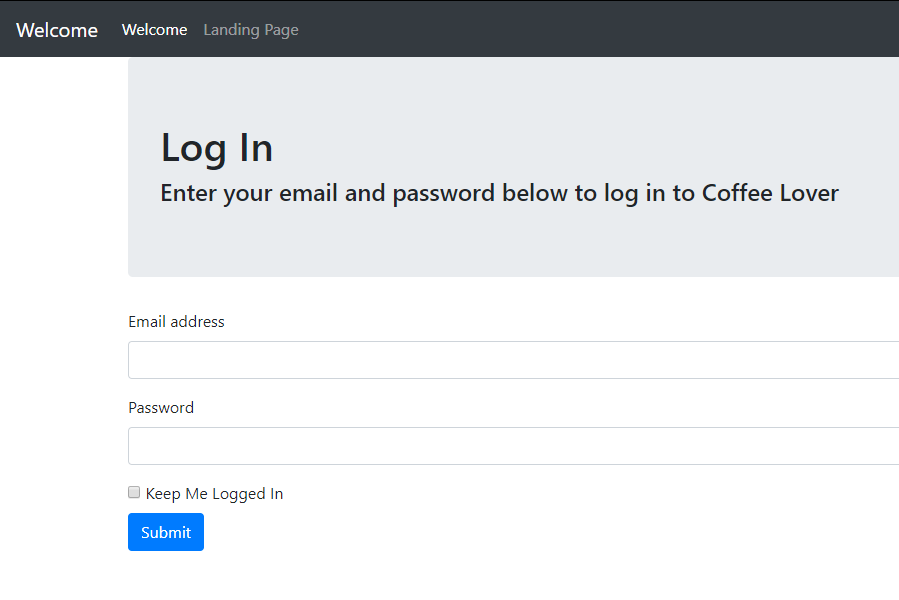 Welcome Welcome Landing Page
Log In
Enter your email and password below to log in to Coffee Lover
Email address
Password
Keep Me Logged In
Submit